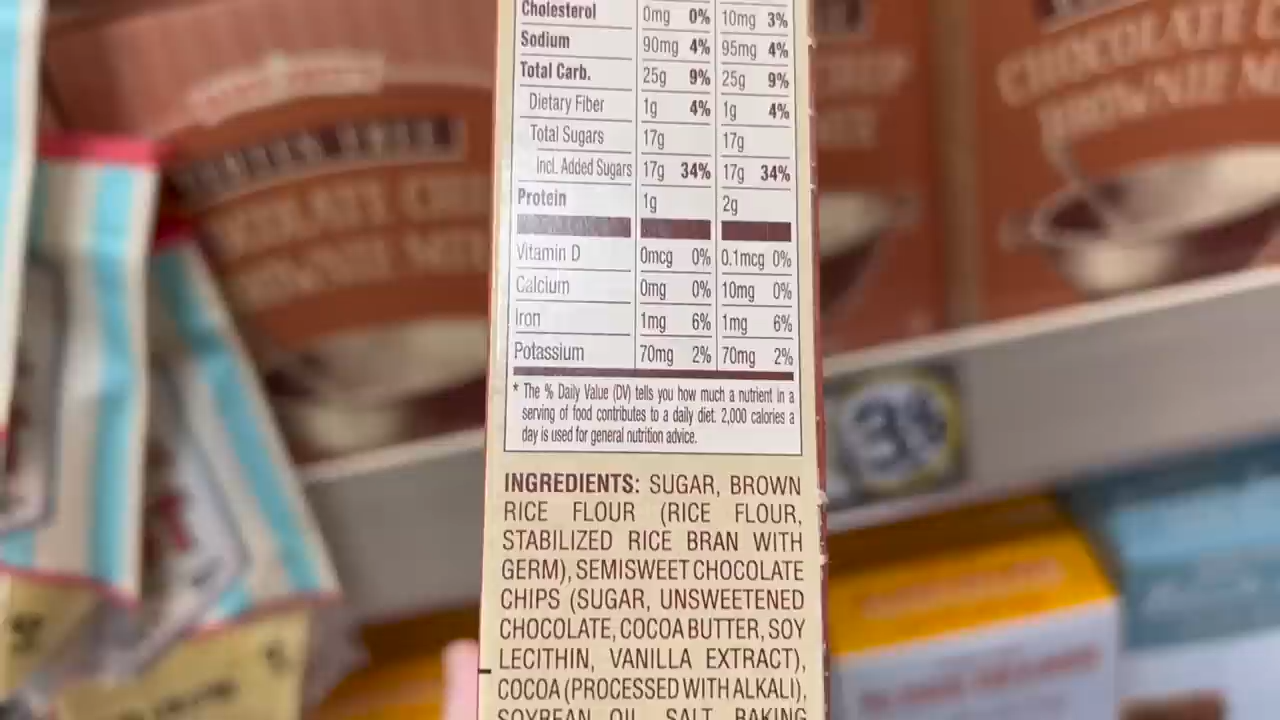 Cholesterol 0mg 0% 10mg 3%
Sodium 90mg 4% 95mg 4%
Total Carb. 25g 9% 25g 9%
Dietary Fiber 1g 4% 1g 4%
Total Sugars 17g 17g
Incl. Added Sugars 17g 34% 17g 34%
Protein 1g 2g
Vitamin D 0mcg 0% 0.1mcg 0%
Calcium 0mg 0% 10mg 0%
Iron 1mg 6% 1mg 6%
Potassium 70mg 2% 70mg 2%
* The % Daily Value (DV) tells you how much a nutrient in a
serving of food contributes to a daily diet. 2,000 calories a
day is used for general nutrition advice.
INGREDIENTS: SUGAR, BROWN
RICE FLOUR (RICE FLOUR,
STABILIZED RICE BRAN WITH
GERM), SEMISWEET CHOCOLATE
CHIPS (SUGAR, UNSWEETENED
CHOCOLATE, COCOA BUTTER, SOY
LECITHIN, VANILLA EXTRACT),
COCOA (PROCESSED WITH ALKALI),
SOYBEAN OIL, SALT, BAKING
CHOCOLATE
BROWNIE